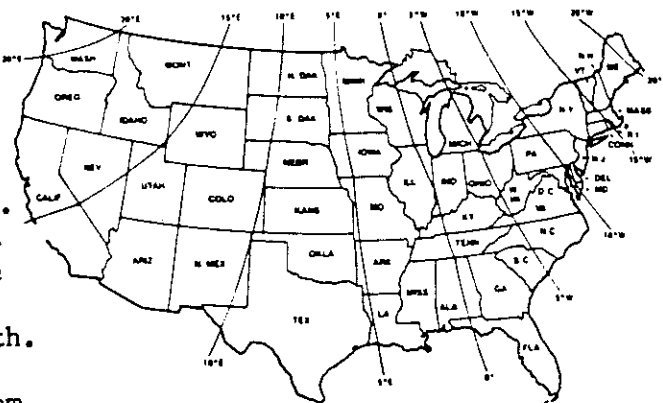 20°E 15°E 10°E 5°E 0° 5°W 10°W 15°W 20°W
20°E
WASH
MONT
N. DAK
MINN
N H
VT
ME
20°
OREG
IDAHO
WYO
S. DAK
WIS
MICH
N Y
MASS
R I
CONN
15°W
NEV
UTAH
COLO
NEBR
IOWA
ILL
IND
OHIO
PA
N J
DEL
MD
CALIF
KANS
MO
W
VA
D C
VA
KY
10°W
ARIZ
N. MEX
OKLA
ARK
TENN
N C
S C
MISS
ALA
GA
5°W
TEX
LA
FLA
th.
10°E
5°E
0°